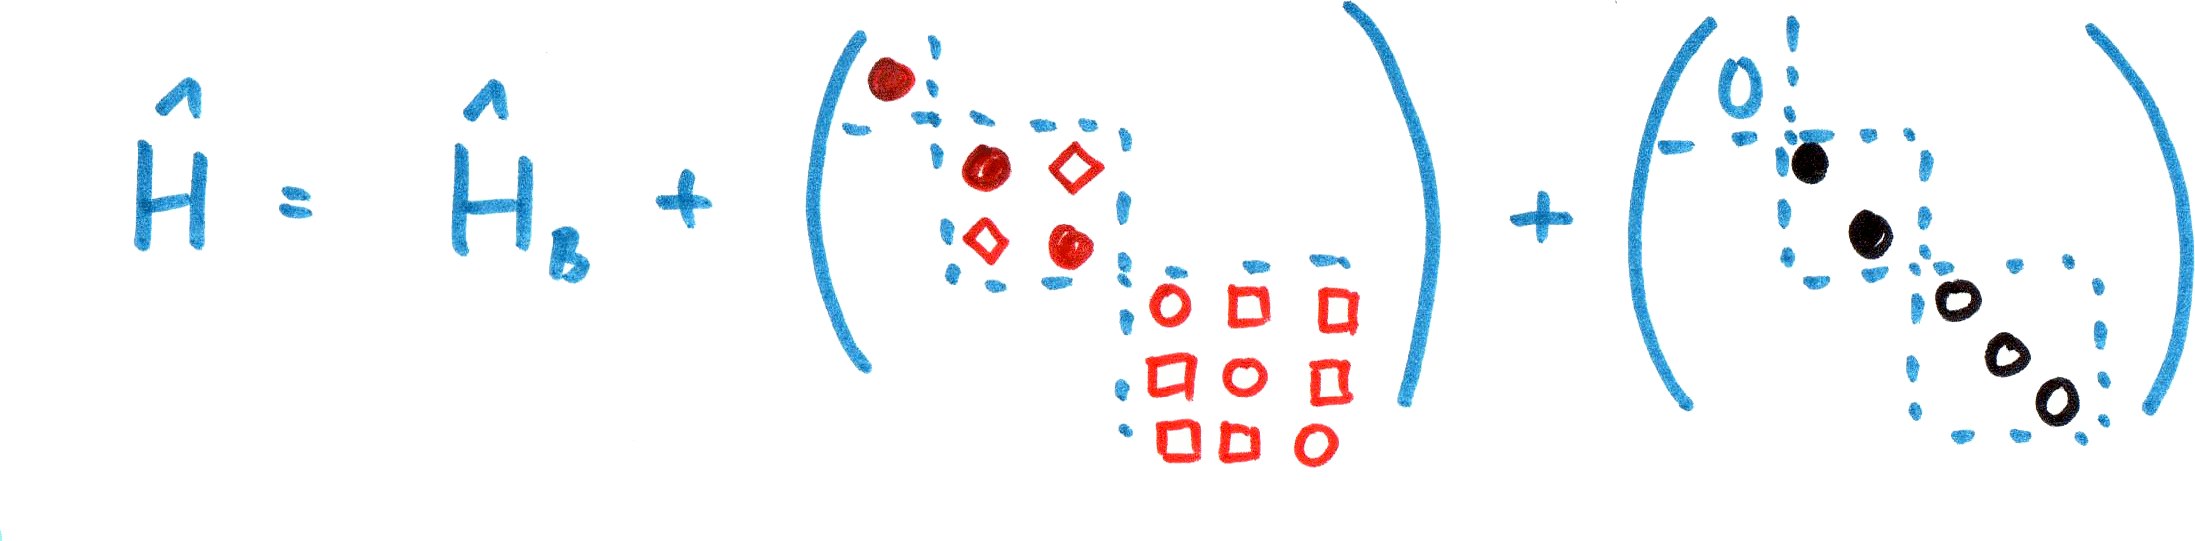 Ĥ = Ĥ_B + ( ) + ( 0 )